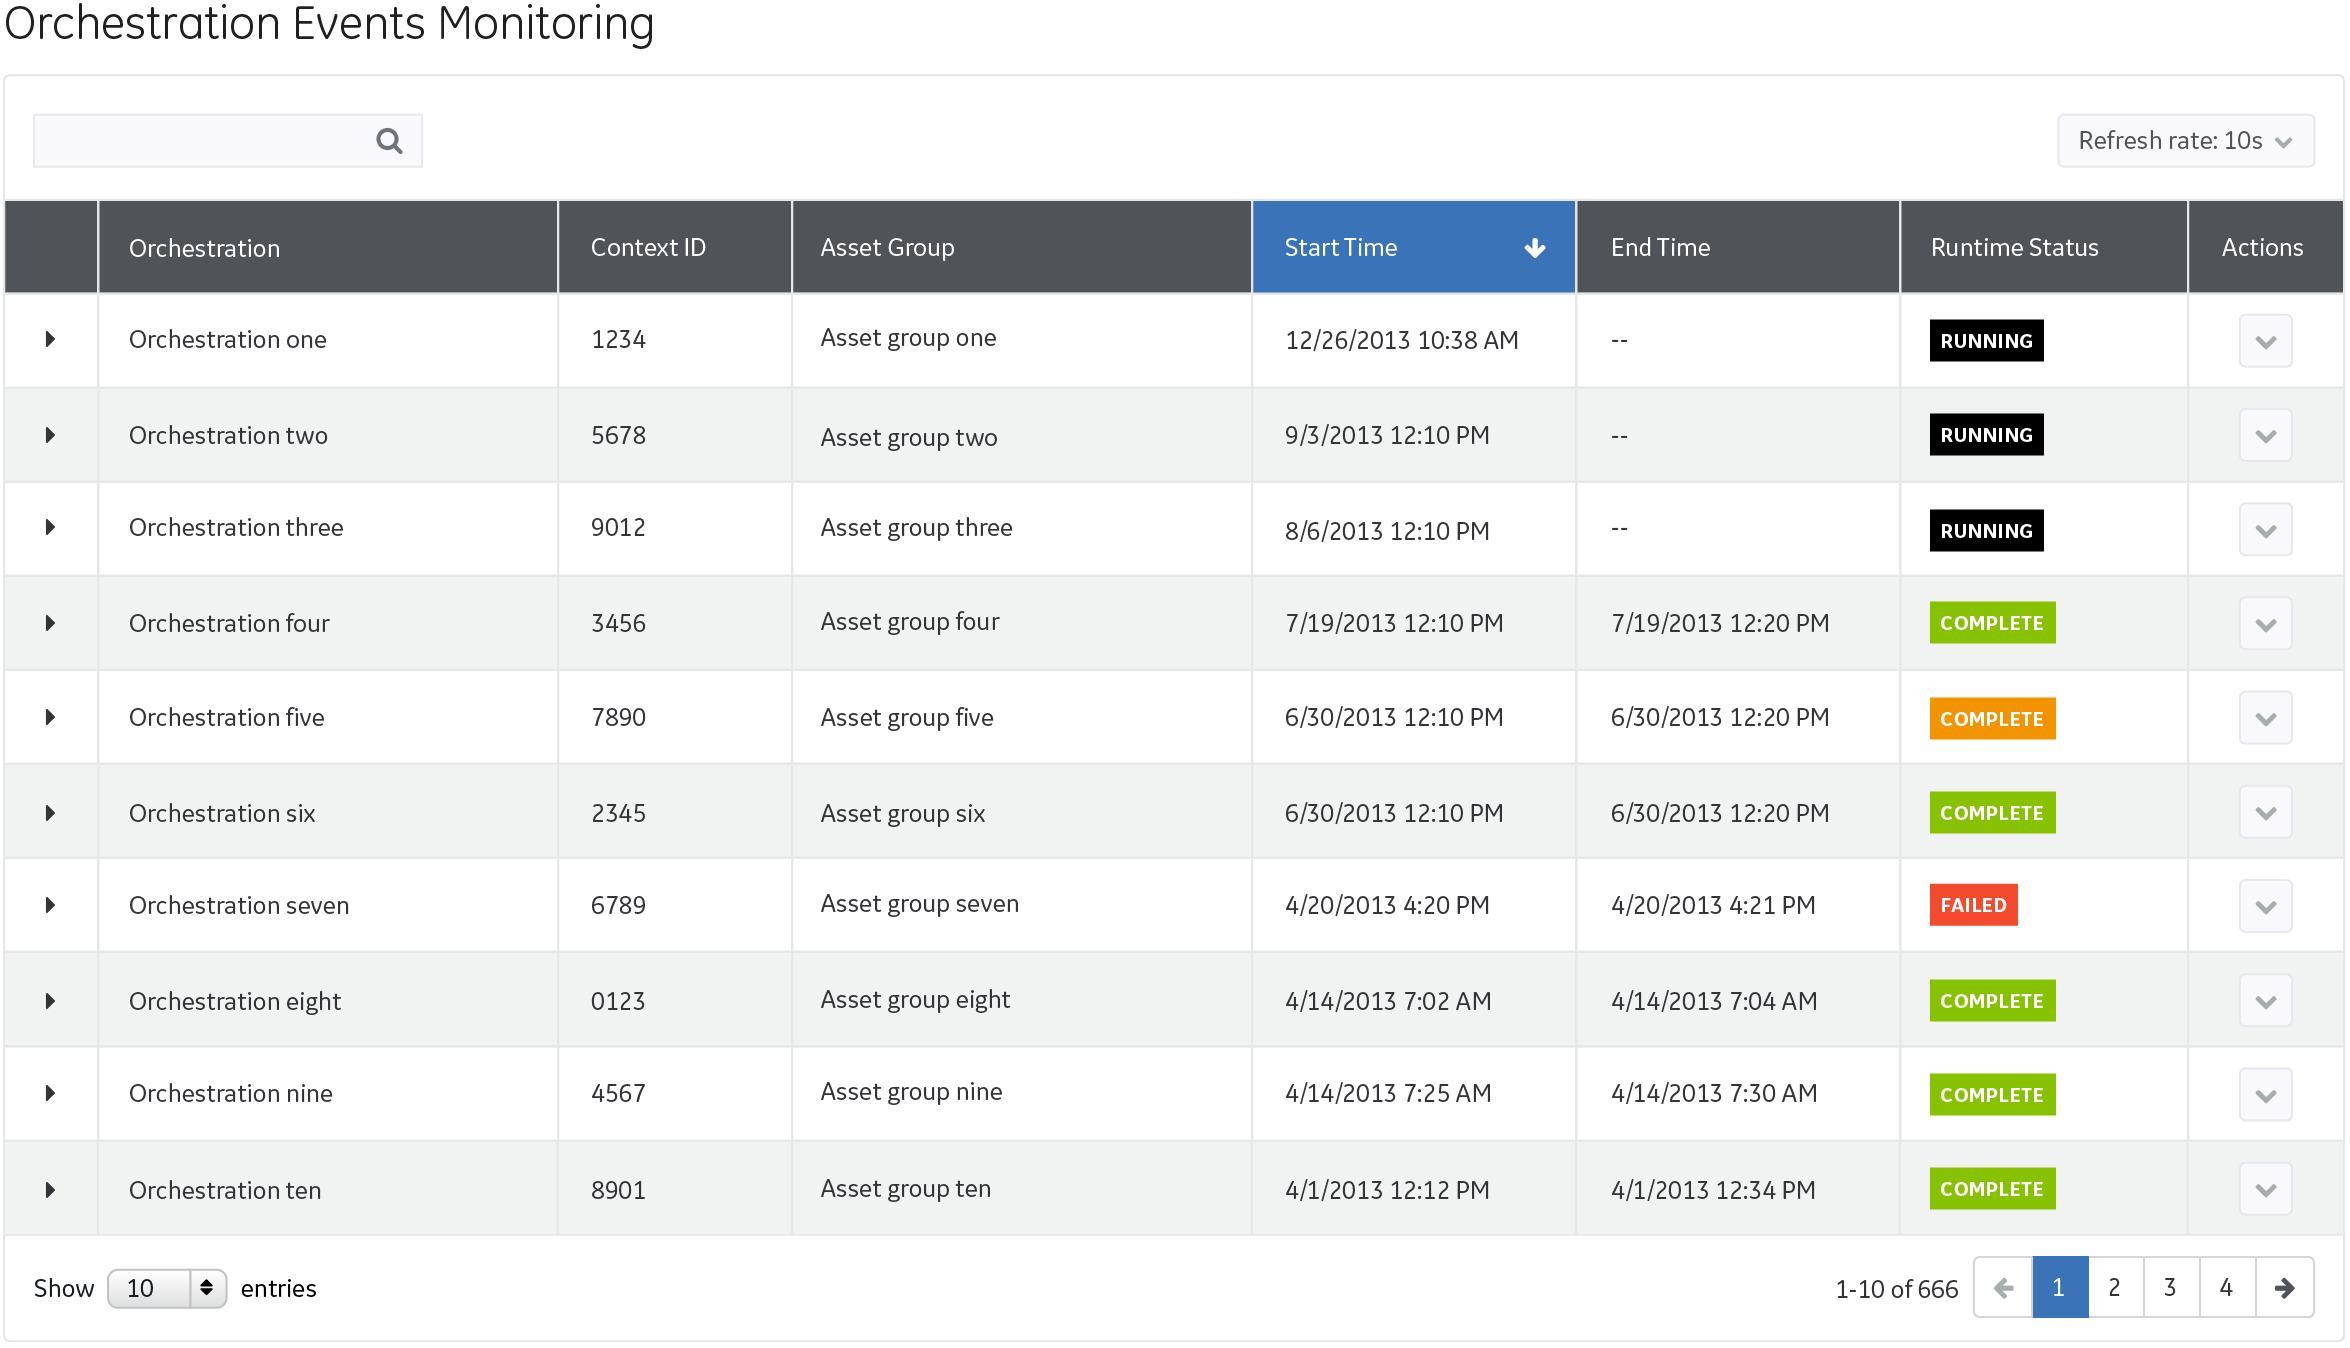 Orchestration Events Monitoring
Refresh rate: 10s
Orchestration Context ID Asset Group Start Time End Time Runtime Status Actions
Orchestration one 1234 Asset group one 12/26/2013 10:38 AM -- RUNNING
Orchestration two 5678 Asset group two 9/3/2013 12:10 PM -- RUNNING
Orchestration three 9012 Asset group three 8/6/2013 12:10 PM -- RUNNING
Orchestration four 3456 Asset group four 7/19/2013 12:10 PM 7/19/2013 12:20 PM COMPLETE
Orchestration five 7890 Asset group five 6/30/2013 12:10 PM 6/30/2013 12:20 PM COMPLETE
Orchestration six 2345 Asset group six 6/30/2013 12:10 PM 6/30/2013 12:20 PM COMPLETE
Orchestration seven 6789 Asset group seven 4/20/2013 4:20 PM 4/20/2013 4:21 PM FAILED
Orchestration eight 0123 Asset group eight 4/14/2013 7:02 AM 4/14/2013 7:04 AM COMPLETE
Orchestration nine 4567 Asset group nine 4/14/2013 7:25 AM 4/14/2013 7:30 AM COMPLETE
Orchestration ten 8901 Asset group ten 4/1/2013 12:12 PM 4/1/2013 12:34 PM COMPLETE
Show 10 entries 1-10 of 666 1 2 3 4